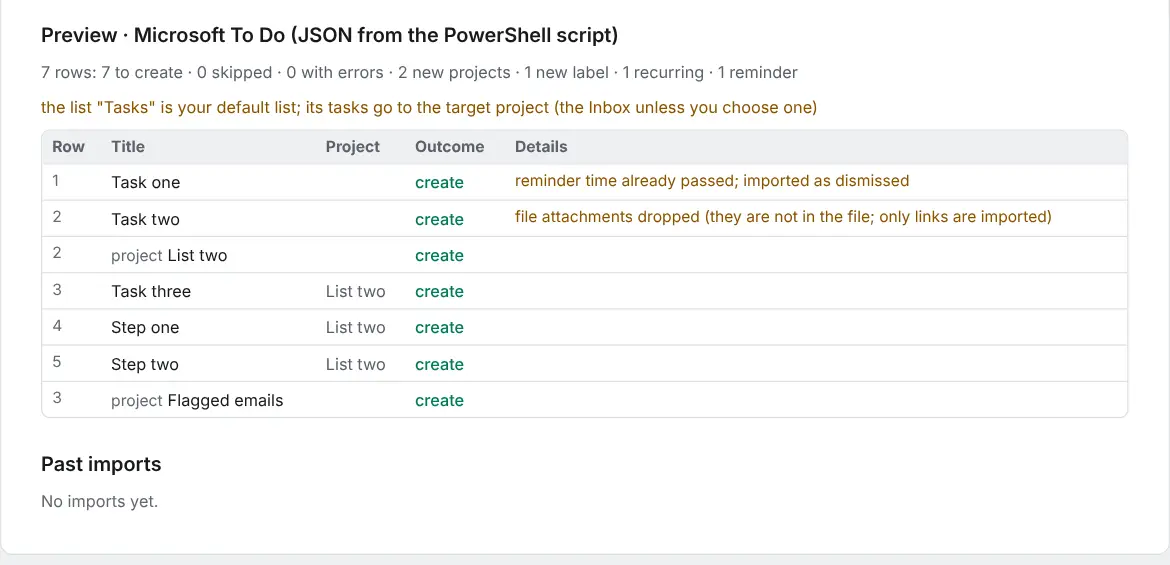 Preview · Microsoft To Do (JSON from the PowerShell script)
7 rows: 7 to create · 0 skipped · 0 with errors · 2 new projects · 1 new label · 1 recurring · 1 reminder
the list "Tasks" is your default list; its tasks go to the target project (the Inbox unless you choose one)
Row Title Project Outcome Details
1 Task one create reminder time already passed; imported as dismissed
2 Task two create file attachments dropped (they are not in the file; only links are imported)
2 project List two create
3 Task three List two create
4 Step one List two create
5 Step two List two create
3 project Flagged emails create
Past imports
No imports yet.